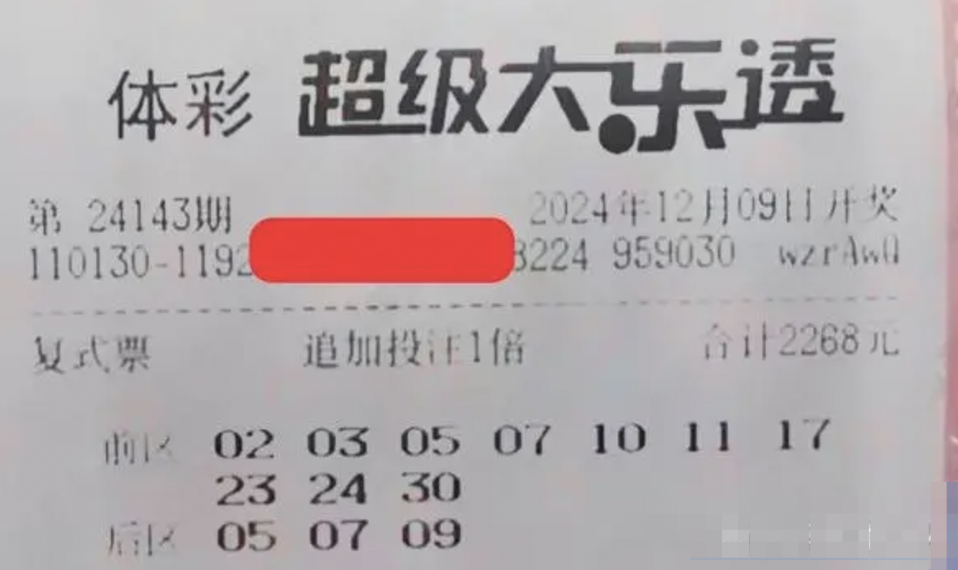 体彩 超级大乐透
第 24143期 2024年12月09日开奖
110130-1192 8224 959030 wzrAwQ
复式票 追加投注1倍 合计2268元
前区 02 03 05 07 10 11 17
23 24 30
后区 05 07 09